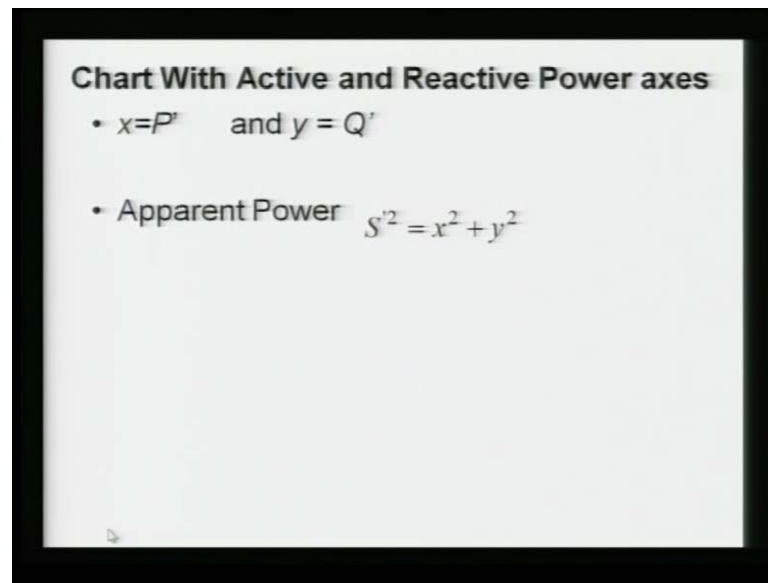 Chart With Active and Reactive Power axes
• x=P' and y = Q'
• Apparent Power S'² = x² + y²